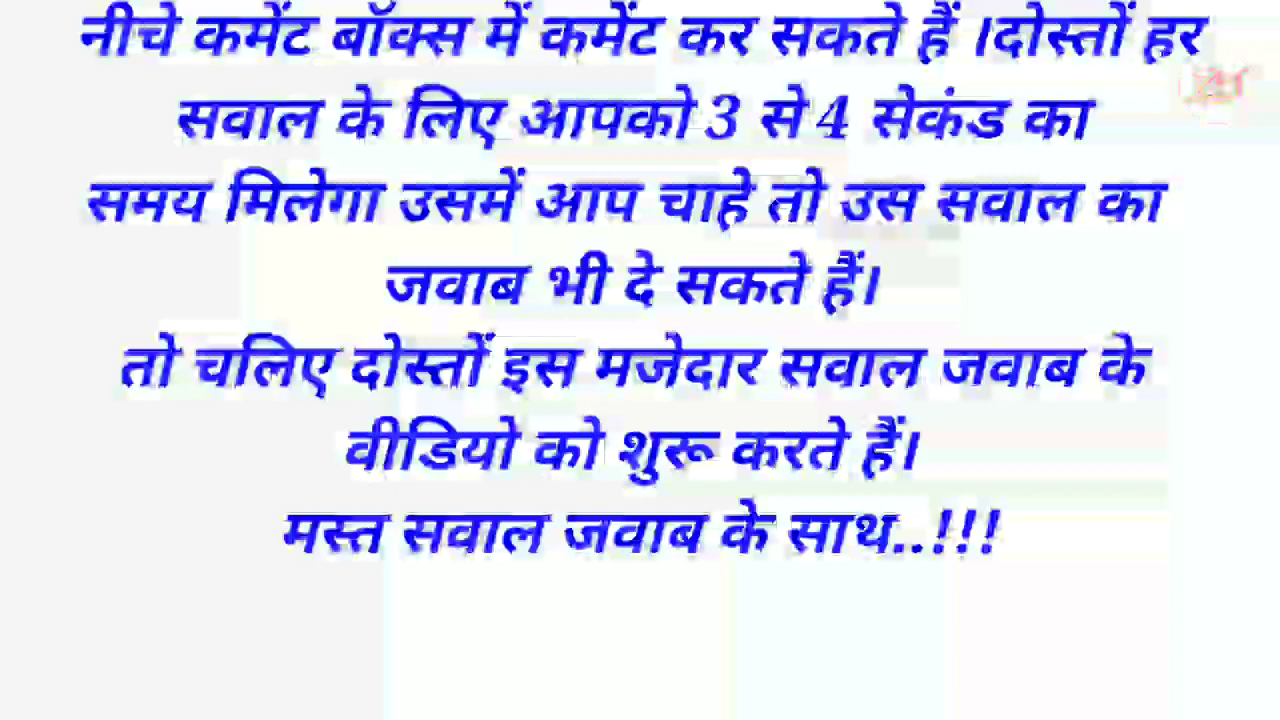 नीचे कमेंट बॉक्स में कमेंट कर सकते हैं ।दोस्तों हर
सवाल के लिए आपको 3 से 4 सेकंड का
समय मिलेगा उसमें आप चाहे तो उस सवाल का
जवाब भी दे सकते हैं।
तो चलिए दोस्तों इस मजेदार सवाल जवाब के
वीडियो को शुरू करते हैं।
मस्त सवाल जवाब के साथ..!!!